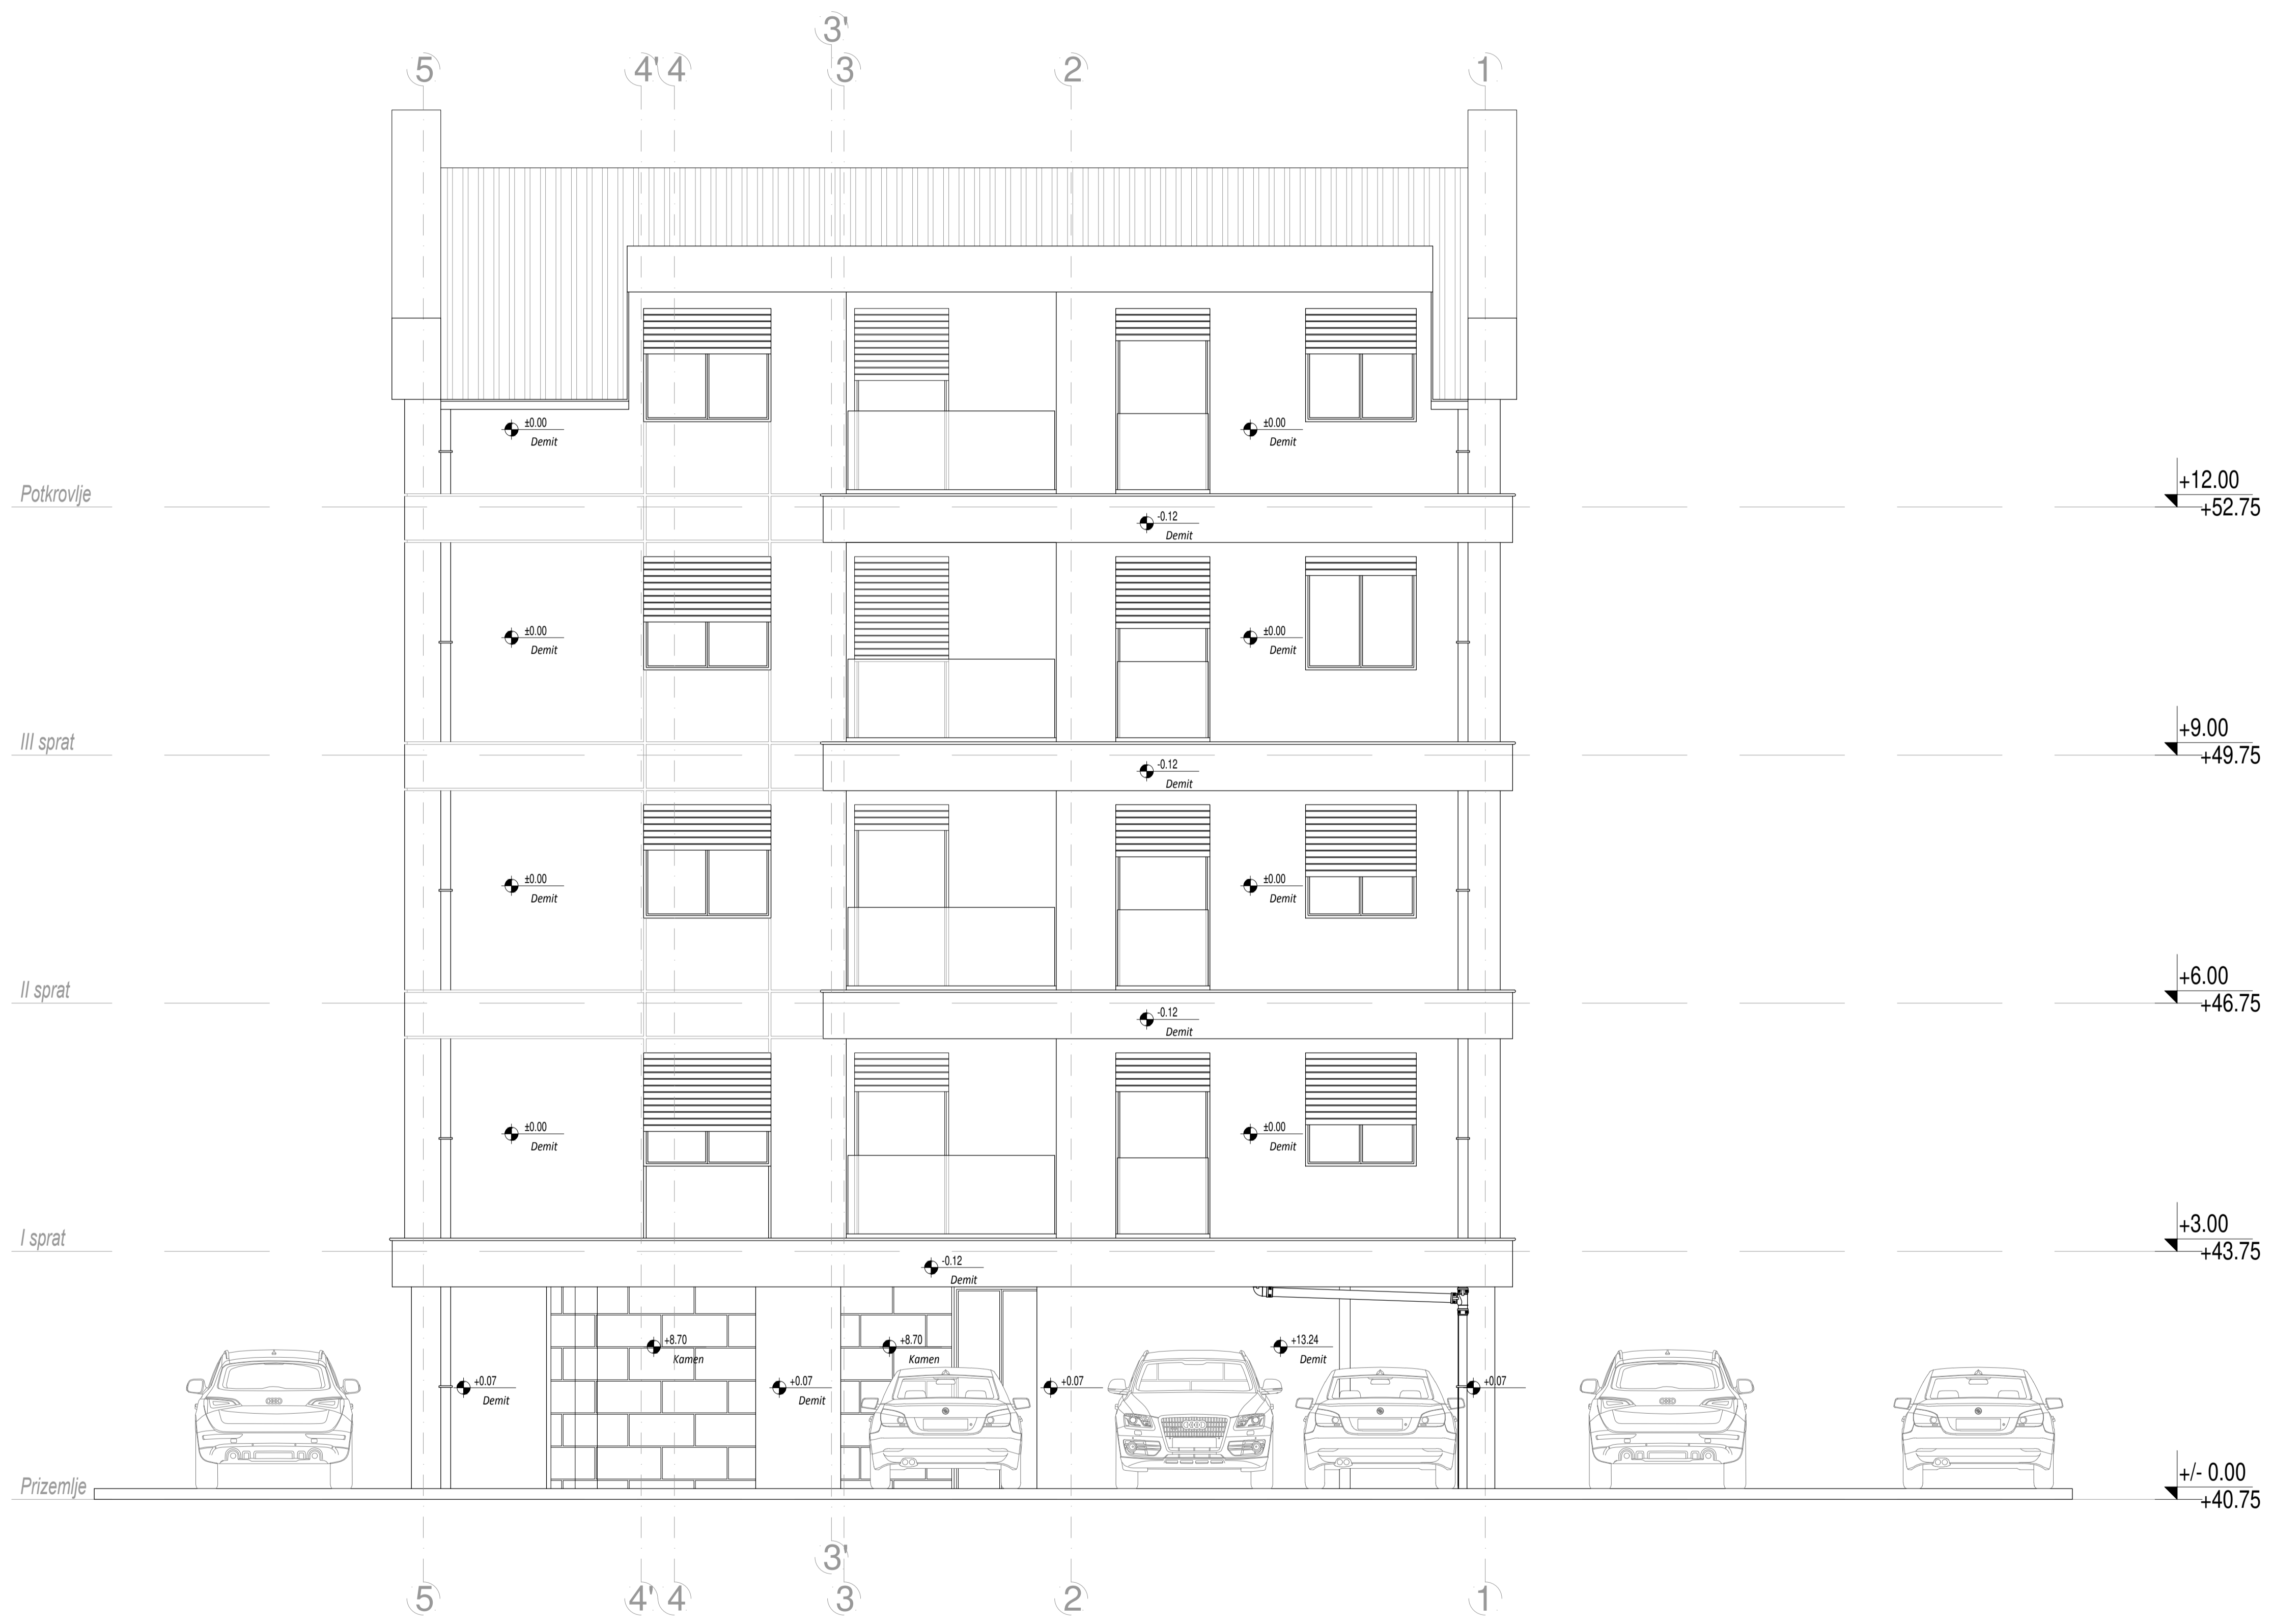 3'
5 4' 4 3 2 1
±0.00
Demit
±0.00
Demit
Potkrovlje
+12.00
+52.75
-0.12
Demit
±0.00
Demit
±0.00
Demit
III sprat
+9.00
+49.75
-0.12
Demit
±0.00
Demit
±0.00
Demit
II sprat
+6.00
+46.75
-0.12
Demit
±0.00
Demit
±0.00
Demit
I sprat
+3.00
+43.75
-0.12
Demit
+8.70
Kamen
+8.70
Kamen
+13.24
Demit
+0.07
Demit
+0.07
Demit
+0.07
+0.07
Prizemlje
+/- 0.00
+40.75
3'
5 4' 4 3 2 1